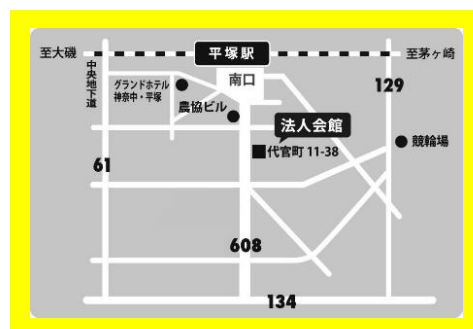 至大磯
平塚駅
至茅ヶ崎
中央地下道
グランドホテル
神奈中・平塚
南口
129
農協ビル
法人会館
競輪場
代官町 11-38
61
608
134